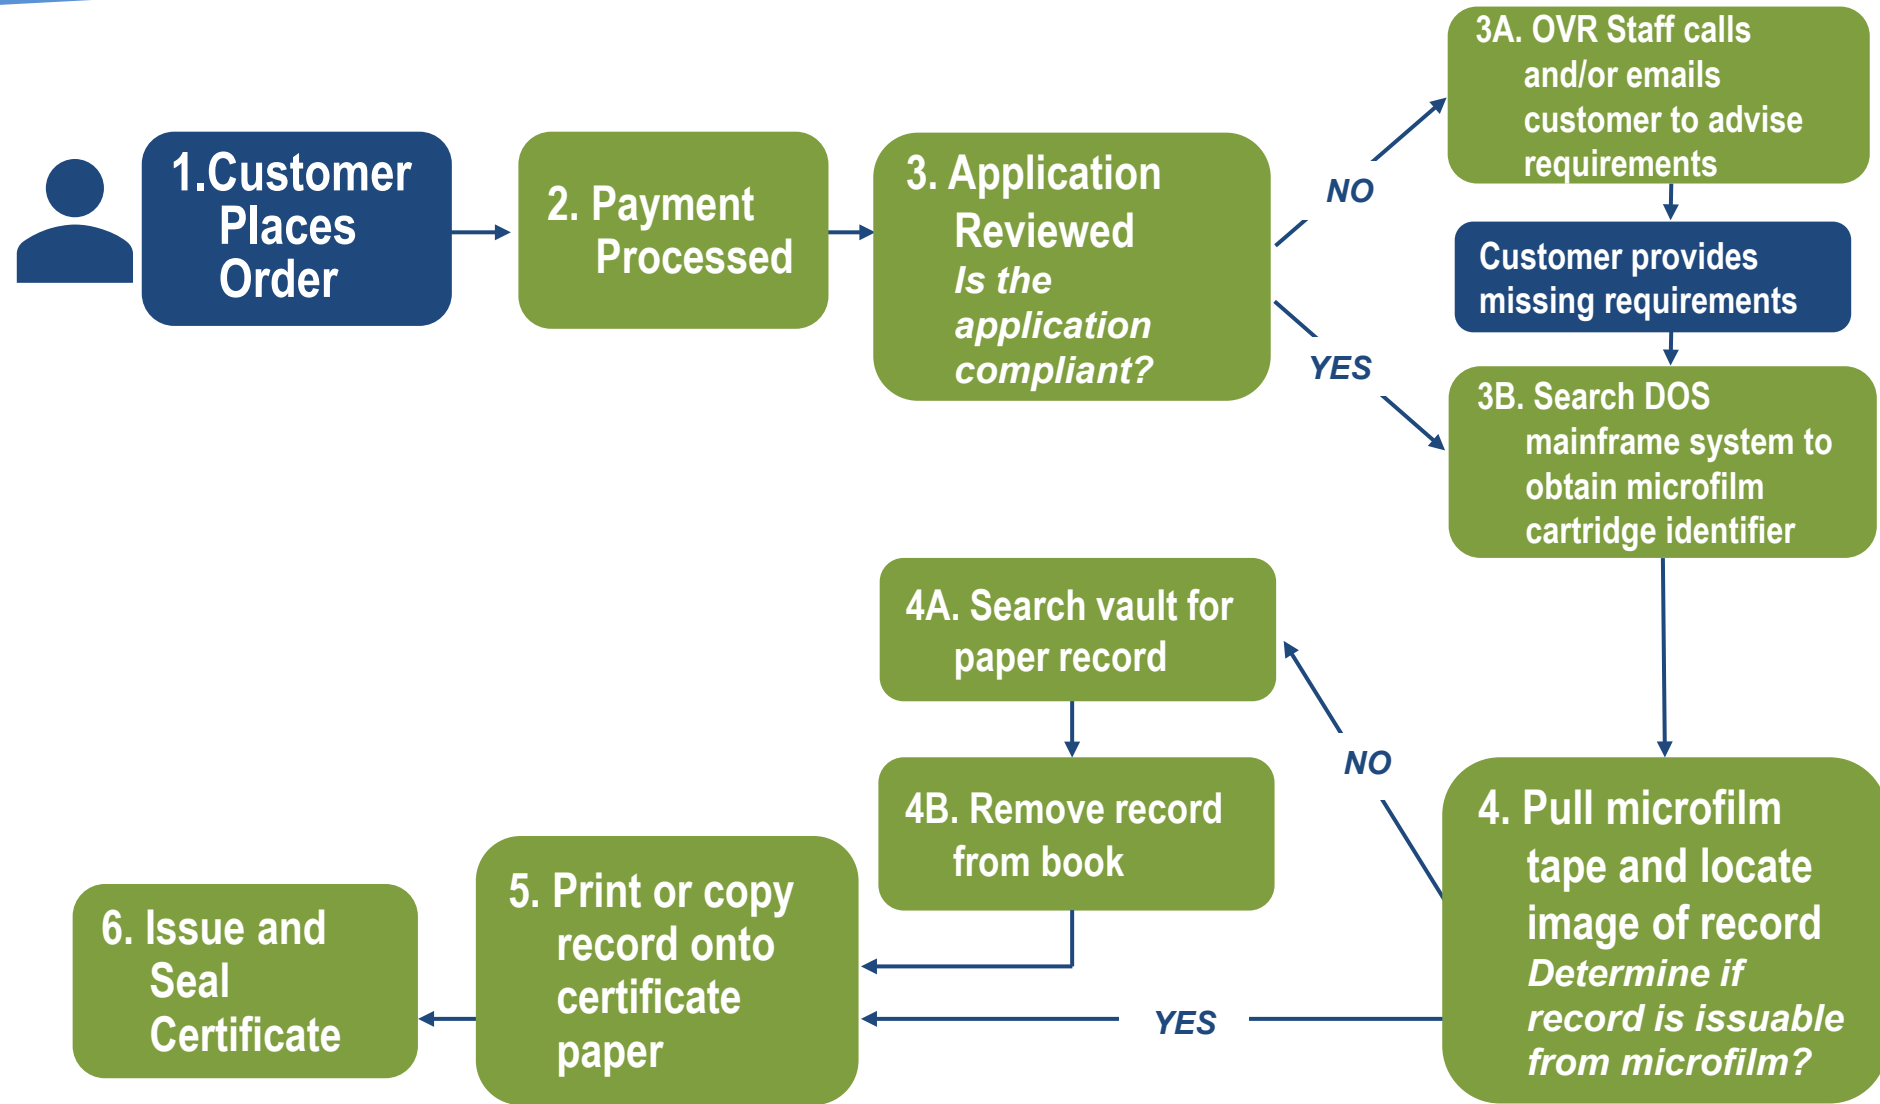 1.Customer
Places
Order
2. Payment
Processed
3. Application
Reviewed
Is the
application
compliant?
NO
YES
3A. OVR Staff calls
and/or emails
customer to advise
requirements
Customer provides
missing requirements
3B. Search DOS
mainframe system to
obtain microfilm
cartridge identifier
4. Pull microfilm
tape and locate
image of record
Determine if
record is issuable
from microfilm?
NO
YES
4A. Search vault for
paper record
4B. Remove record
from book
5. Print or copy
record onto
certificate
paper
6. Issue and
Seal
Certificate